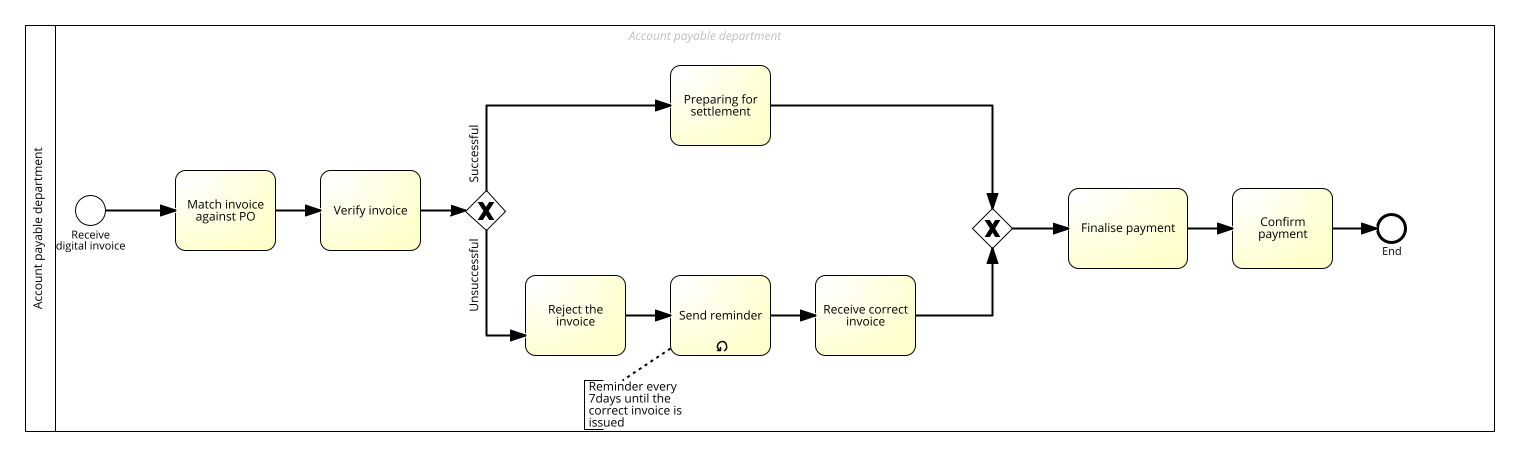 Account payable department
Account payable department
Receive
digital invoice
Match invoice
against PO
Verify invoice
Successful
Unsuccessful
Preparing for
settlement
Reject the
invoice
Send reminder
Reminder every
7days until the
correct invoice is
issued
Receive correct
invoice
Finalise payment
Confirm
payment
End